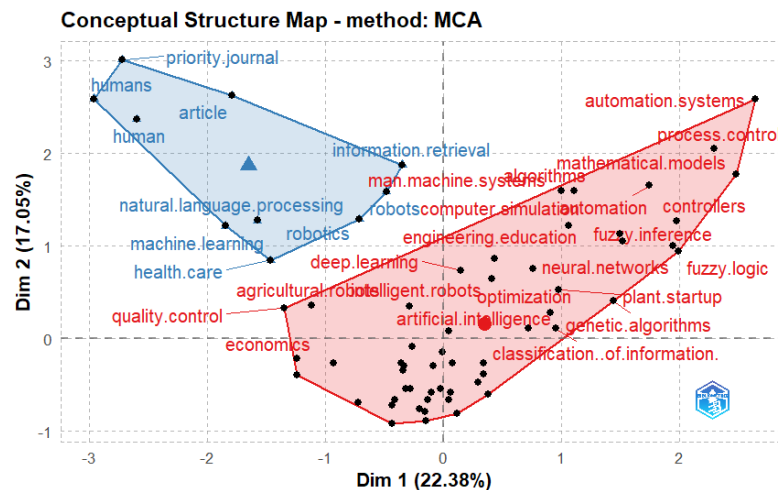 Conceptual Structure Map - method: MCA
priority.journal
humans
automation.systems
article
human
process.contro
information.retrieval
mathematical.models
algorithms
man.machine.systems
natural.language.processing
robots
computer.simulation
automation
controllers
robotics
engineering.education
fuzzy.inference
machine.learning
deep.learning
neural.networks
fuzzy.logic
health.care
agricultural.robots
intelligent.robots
optimization
plant.startup
quality.control
artificial.intelligence
genetic.algorithms
economics
classification..of.information.
3
2
1
0
-1
-3
-2
-1
0
1
2
Dim 2 (17.05%)
Dim 1 (22.38%)